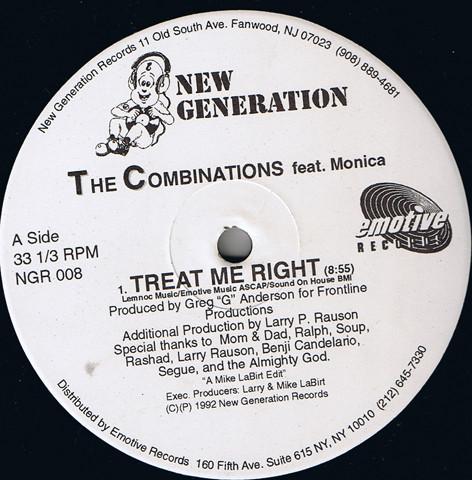 New Generation Records 11 Old South Ave. Fanwood, NJ 07023 (908) 889-4681
NEW
GENERATION
THE COMBINATIONS feat. Monica
emotive
RECORDS
A Side
33 1/3 RPM
NGR 008
1. TREAT ME RIGHT (8:55)
Lemnoc Music/Emotive Music ASCAP/Sound On House BMI
Produced by Greg "G" Anderson for Frontline
Productions
Additional Production by Larry P. Rauson
Special thanks to Mom & Dad, Ralph, Soup,
Rashad, Larry Rauson, Benji Candelario,
Segue, and the Almighty God.
"A Mike LaBirt Edit"
Exec. Producers: Larry & Mike LaBirt
(C)(P) 1992 New Generation Records
Distributed by Emotive Records 160 Fifth Ave. Suite 615 NY, NY 10010 (212) 645-7330